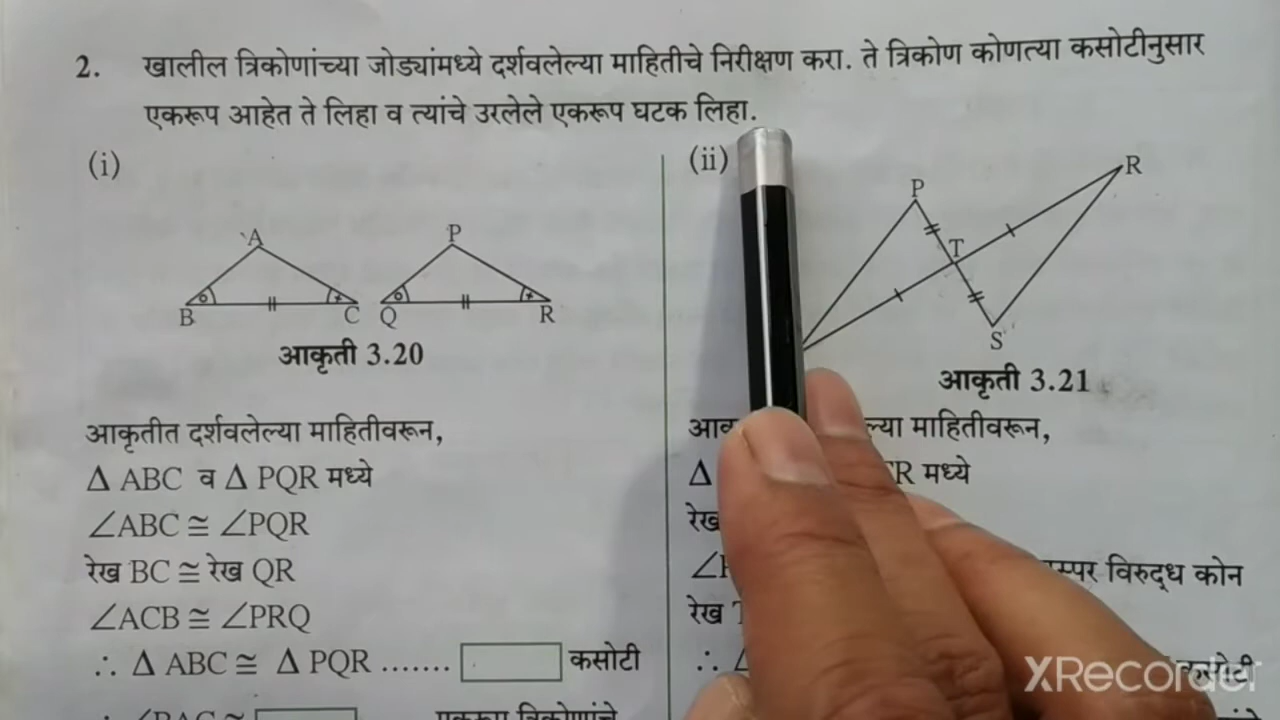 2. खालील त्रिकोणांच्या जोड्यांमध्ये दर्शवलेल्या माहितीचे निरीक्षण करा. ते त्रिकोण कोणत्या कसोटीनुसार
एकरूप आहेत ते लिहा व त्यांचे उरलेले एकरूप घटक लिहा.
(i)
A
P
B
C
Q
R
आकृती 3.20
आकृतीत दर्शवलेल्या माहितीवरून,
Δ ABC व Δ PQR मध्ये
∠ABC ≅ ∠PQR
रेख BC ≅ रेख QR
∠ACB ≅ ∠PRQ
∴ Δ ABC ≅ Δ PQR ....... कसोटी
(ii)
P
R
T
S
आकृती 3.21
माहितीवरून,
Δ मध्ये
रेख
विरुद्ध कोन
रेख
∴ कसोटी
XRecorder